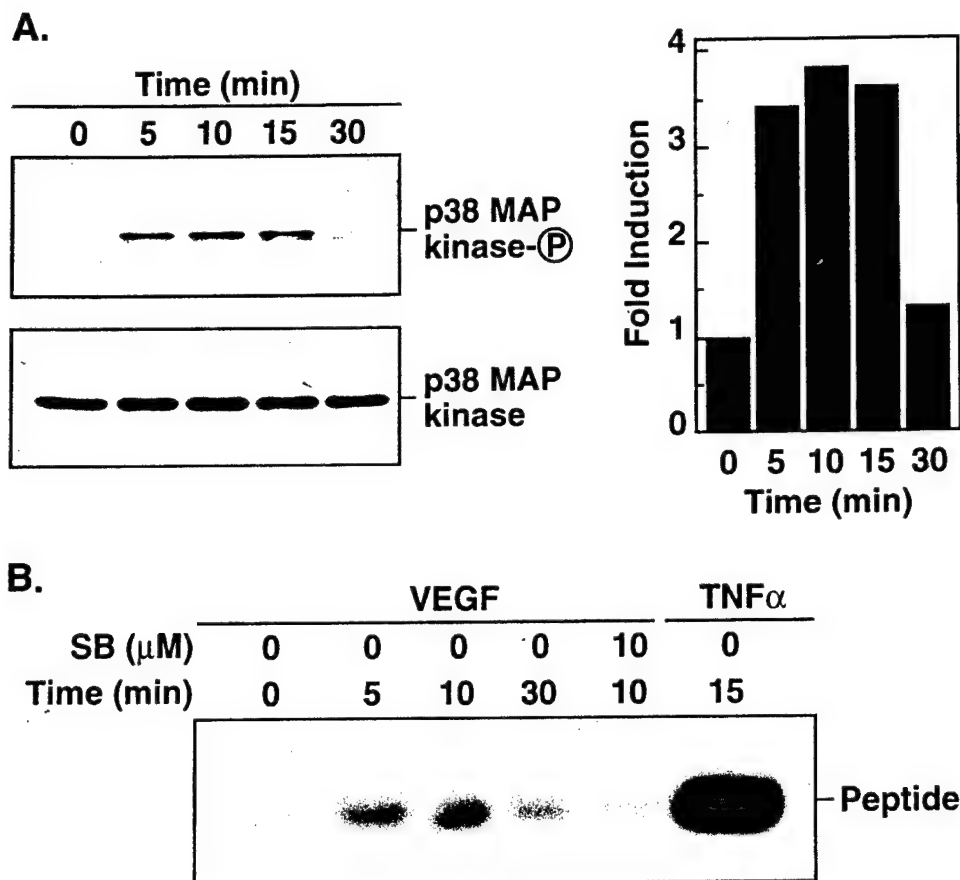 A.
Time (min)
0 5 10 15 30
p38 MAP
kinase-Ⓟ
p38 MAP
kinase
4
3
2
1
0
Fold Induction
0 5 10 15 30
Time (min)
B.
VEGF TNFα
SB (μM) 0 0 0 0 10 0
Time (min) 0 5 10 30 10 15
Peptide